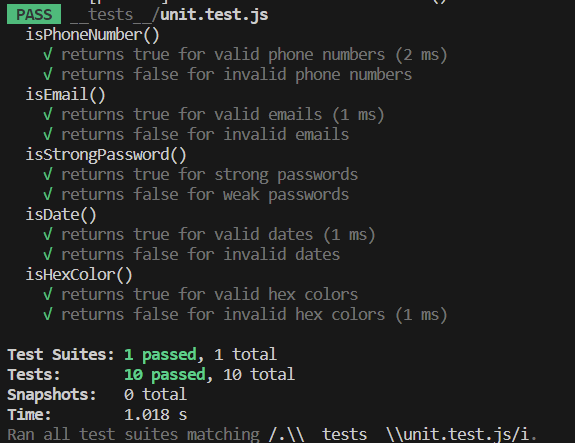 PASS __tests__/unit.test.js
isPhoneNumber()
√ returns true for valid phone numbers (2 ms)
√ returns false for invalid phone numbers
isEmail()
√ returns true for valid emails (1 ms)
√ returns false for invalid emails
isStrongPassword()
√ returns true for strong passwords
√ returns false for weak passwords
isDate()
√ returns true for valid dates (1 ms)
√ returns false for invalid dates
isHexColor()
√ returns true for valid hex colors
√ returns false for invalid hex colors (1 ms)
Test Suites: 1 passed, 1 total
Tests: 10 passed, 10 total
Snapshots: 0 total
Time: 1.018 s
Ran all test suites matching /.\\__tests__\\unit.test.js/i.